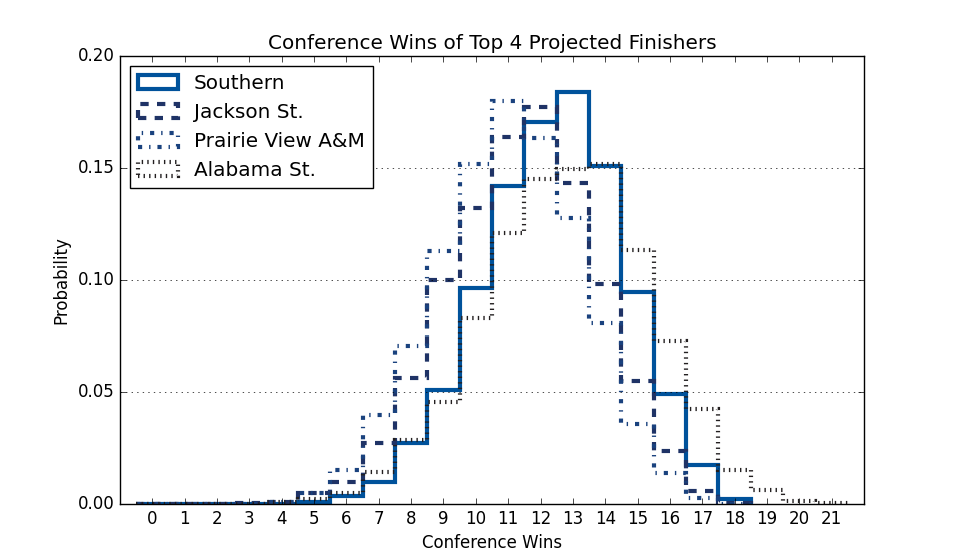 Conference Wins of Top 4 Projected Finishers
0.20
Southern
Jackson St.
Prairie View A&M
Alabama St.
0.15
0.10
0.05
0.00
Probability
0 1 2 3 4 5 6 7 8 9 10 11 12 13 14 15 16 17 18 19 20 21
Conference Wins